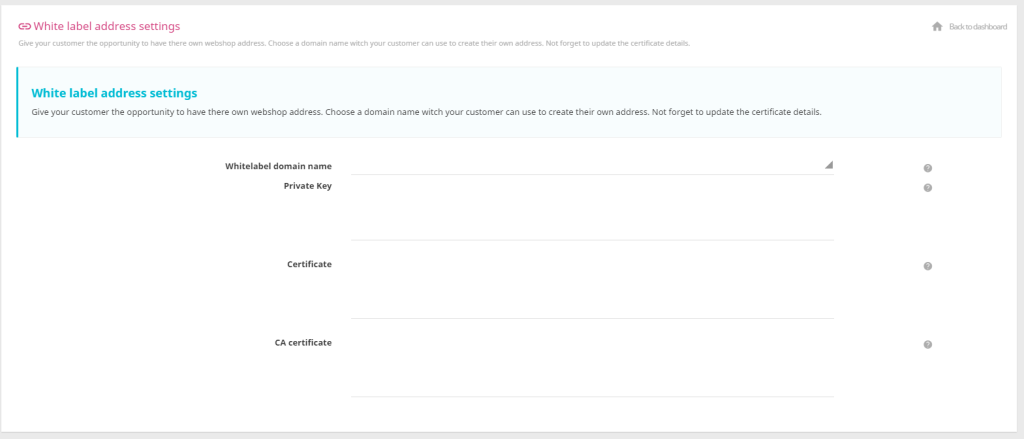 White label address settings
Back to dashboard
Give your customer the opportunity to have there own webshop address. Choose a domain name witch your customer can use to create their own address. Not forget to update the certificate details.
White label address settings
Give your customer the opportunity to have there own webshop address. Choose a domain name witch your customer can use to create their own address. Not forget to update the certificate details.
Whitelabel domain name
Private Key
Certificate
CA certificate